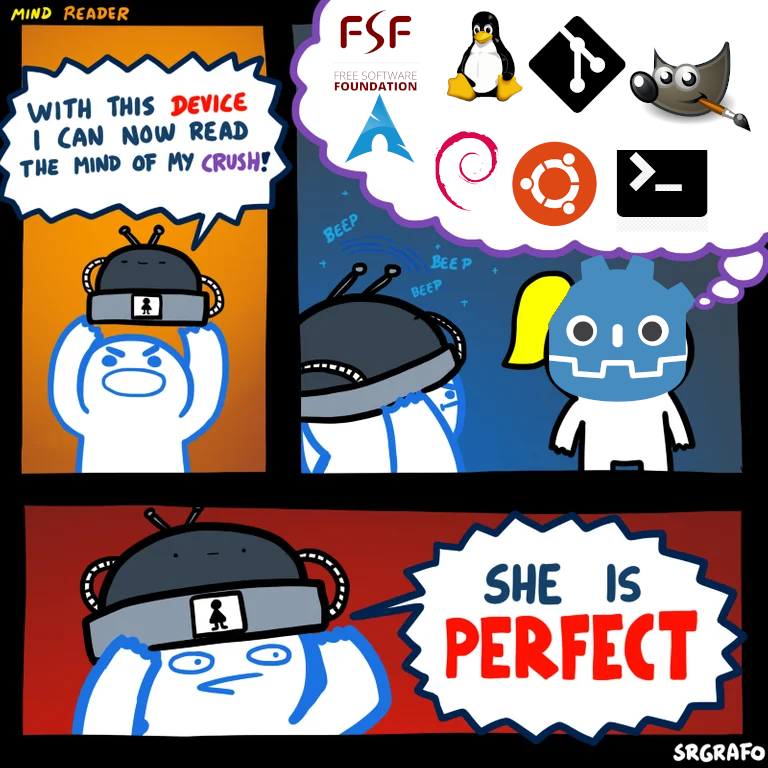 MIND READER
WITH THIS DEVICE
I CAN NOW READ
THE MIND OF MY CRUSH!
FSF
FREE SOFTWARE
FOUNDATION
>_
BEEP
BEEP
BEEP
SHE IS
PERFECT
SRGRAFO